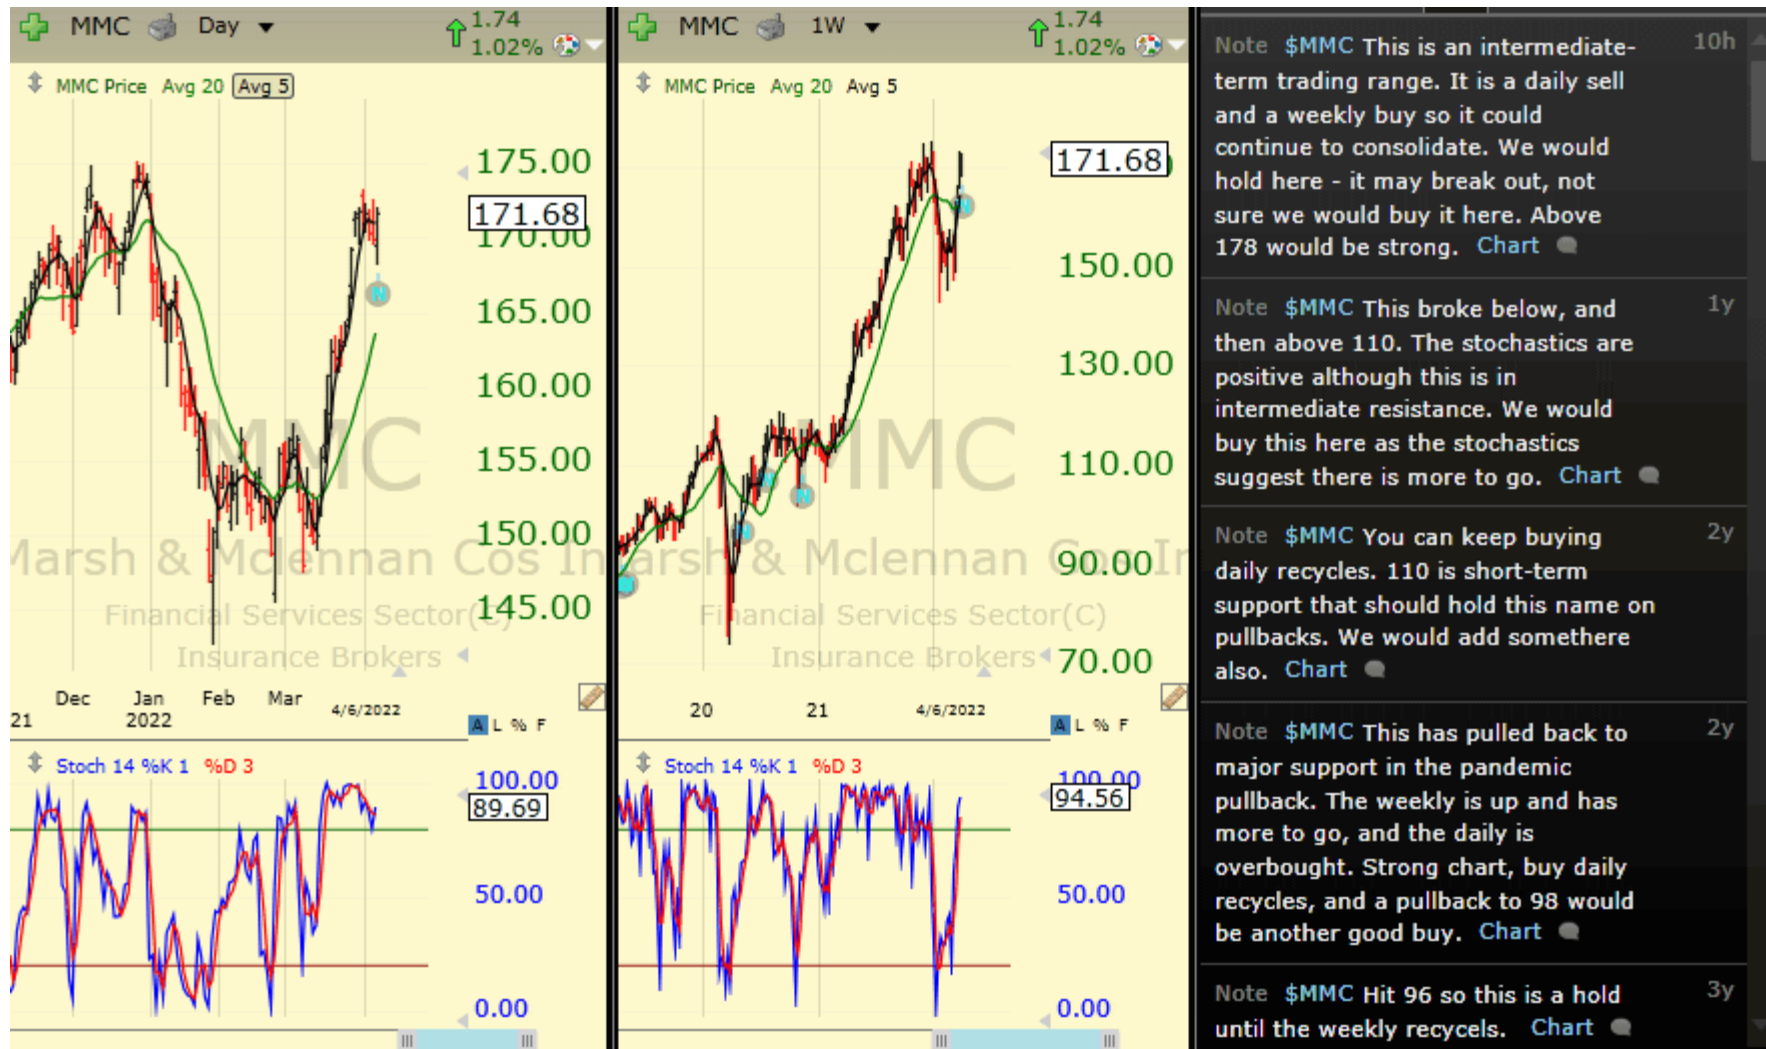 MMC Day 1.74
1.02%
MMC Price Avg 20 Avg 5
175.00
171.68
170.00
165.00
160.00
MMC
155.00
150.00
Marsh & Mclennan Cos In
145.00
Financial Services Sector(C)
Insurance Brokers
Dec Jan Feb Mar 4/6/2022
21 2022
A L % F
Stoch 14 %K 1 %D 3
100.00
89.69
50.00
0.00
MMC 1W 1.74
1.02%
MMC Price Avg 20 Avg 5
171.68
150.00
130.00
MMC
110.00
N
N
N
N
N
90.00
arsh & Mclennan Cos In
Financial Services Sector(C)
Insurance Brokers
70.00
20 21 4/6/2022
A L % F
Stoch 14 %K 1 %D 3
100.00
94.56
50.00
0.00
Note $MMC This is an intermediate- 10h
term trading range. It is a daily sell
and a weekly buy so it could
continue to consolidate. We would
hold here - it may break out, not
sure we would buy it here. Above
178 would be strong. Chart
Note $MMC This broke below, and 1y
then above 110. The stochastics are
positive although this is in
intermediate resistance. We would
buy this here as the stochastics
suggest there is more to go. Chart
Note $MMC You can keep buying 2y
daily recycles. 110 is short-term
support that should hold this name on
pullbacks. We would add somethere
also. Chart
Note $MMC This has pulled back to 2y
major support in the pandemic
pullback. The weekly is up and has
more to go, and the daily is
overbought. Strong chart, buy daily
recycles, and a pullback to 98 would
be another good buy. Chart
Note $MMC Hit 96 so this is a hold 3y
until the weekly recycels. Chart